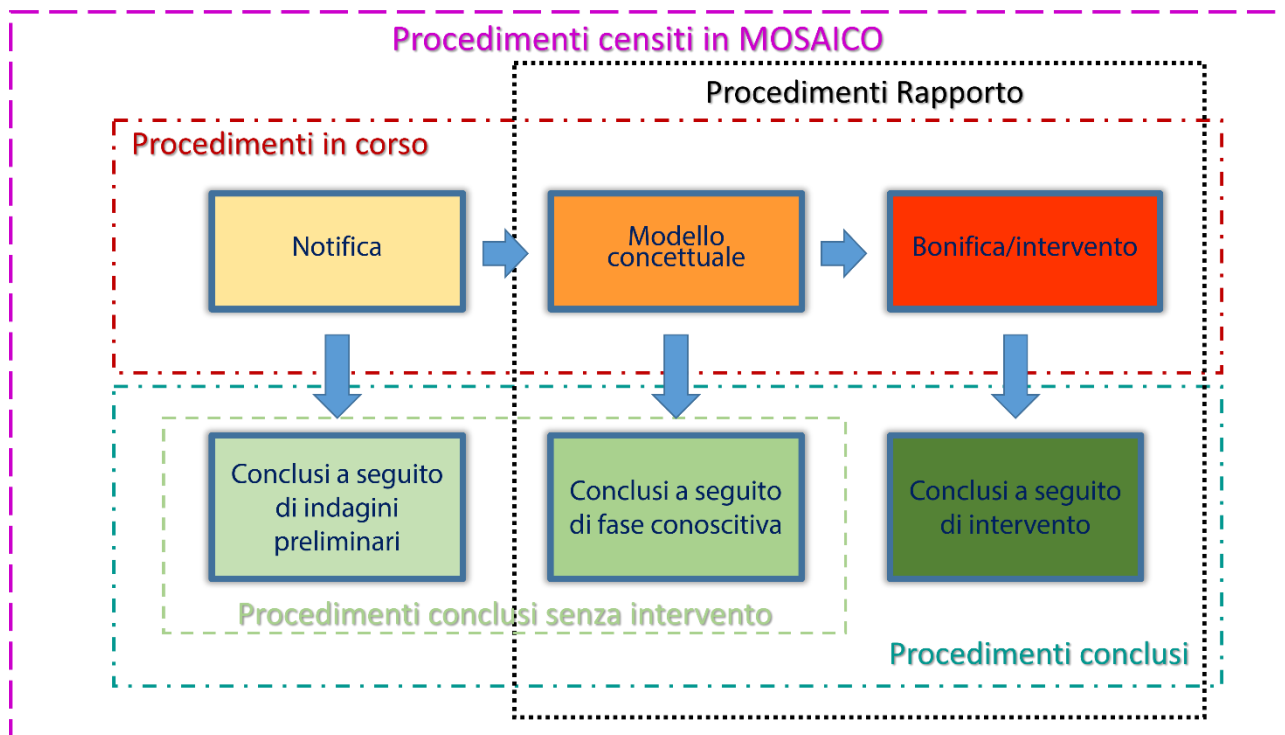 Procedimenti censiti in MOSAICO
Procedimenti Rapporto
Procedimenti in corso
Notifica
Modello
concettuale
Bonifica/intervento
Conclusi a seguito
di indagini
preliminari
Conclusi a seguito
di fase conoscitiva
Conclusi a seguito
di intervento
Procedimenti conclusi senza intervento
Procedimenti conclusi